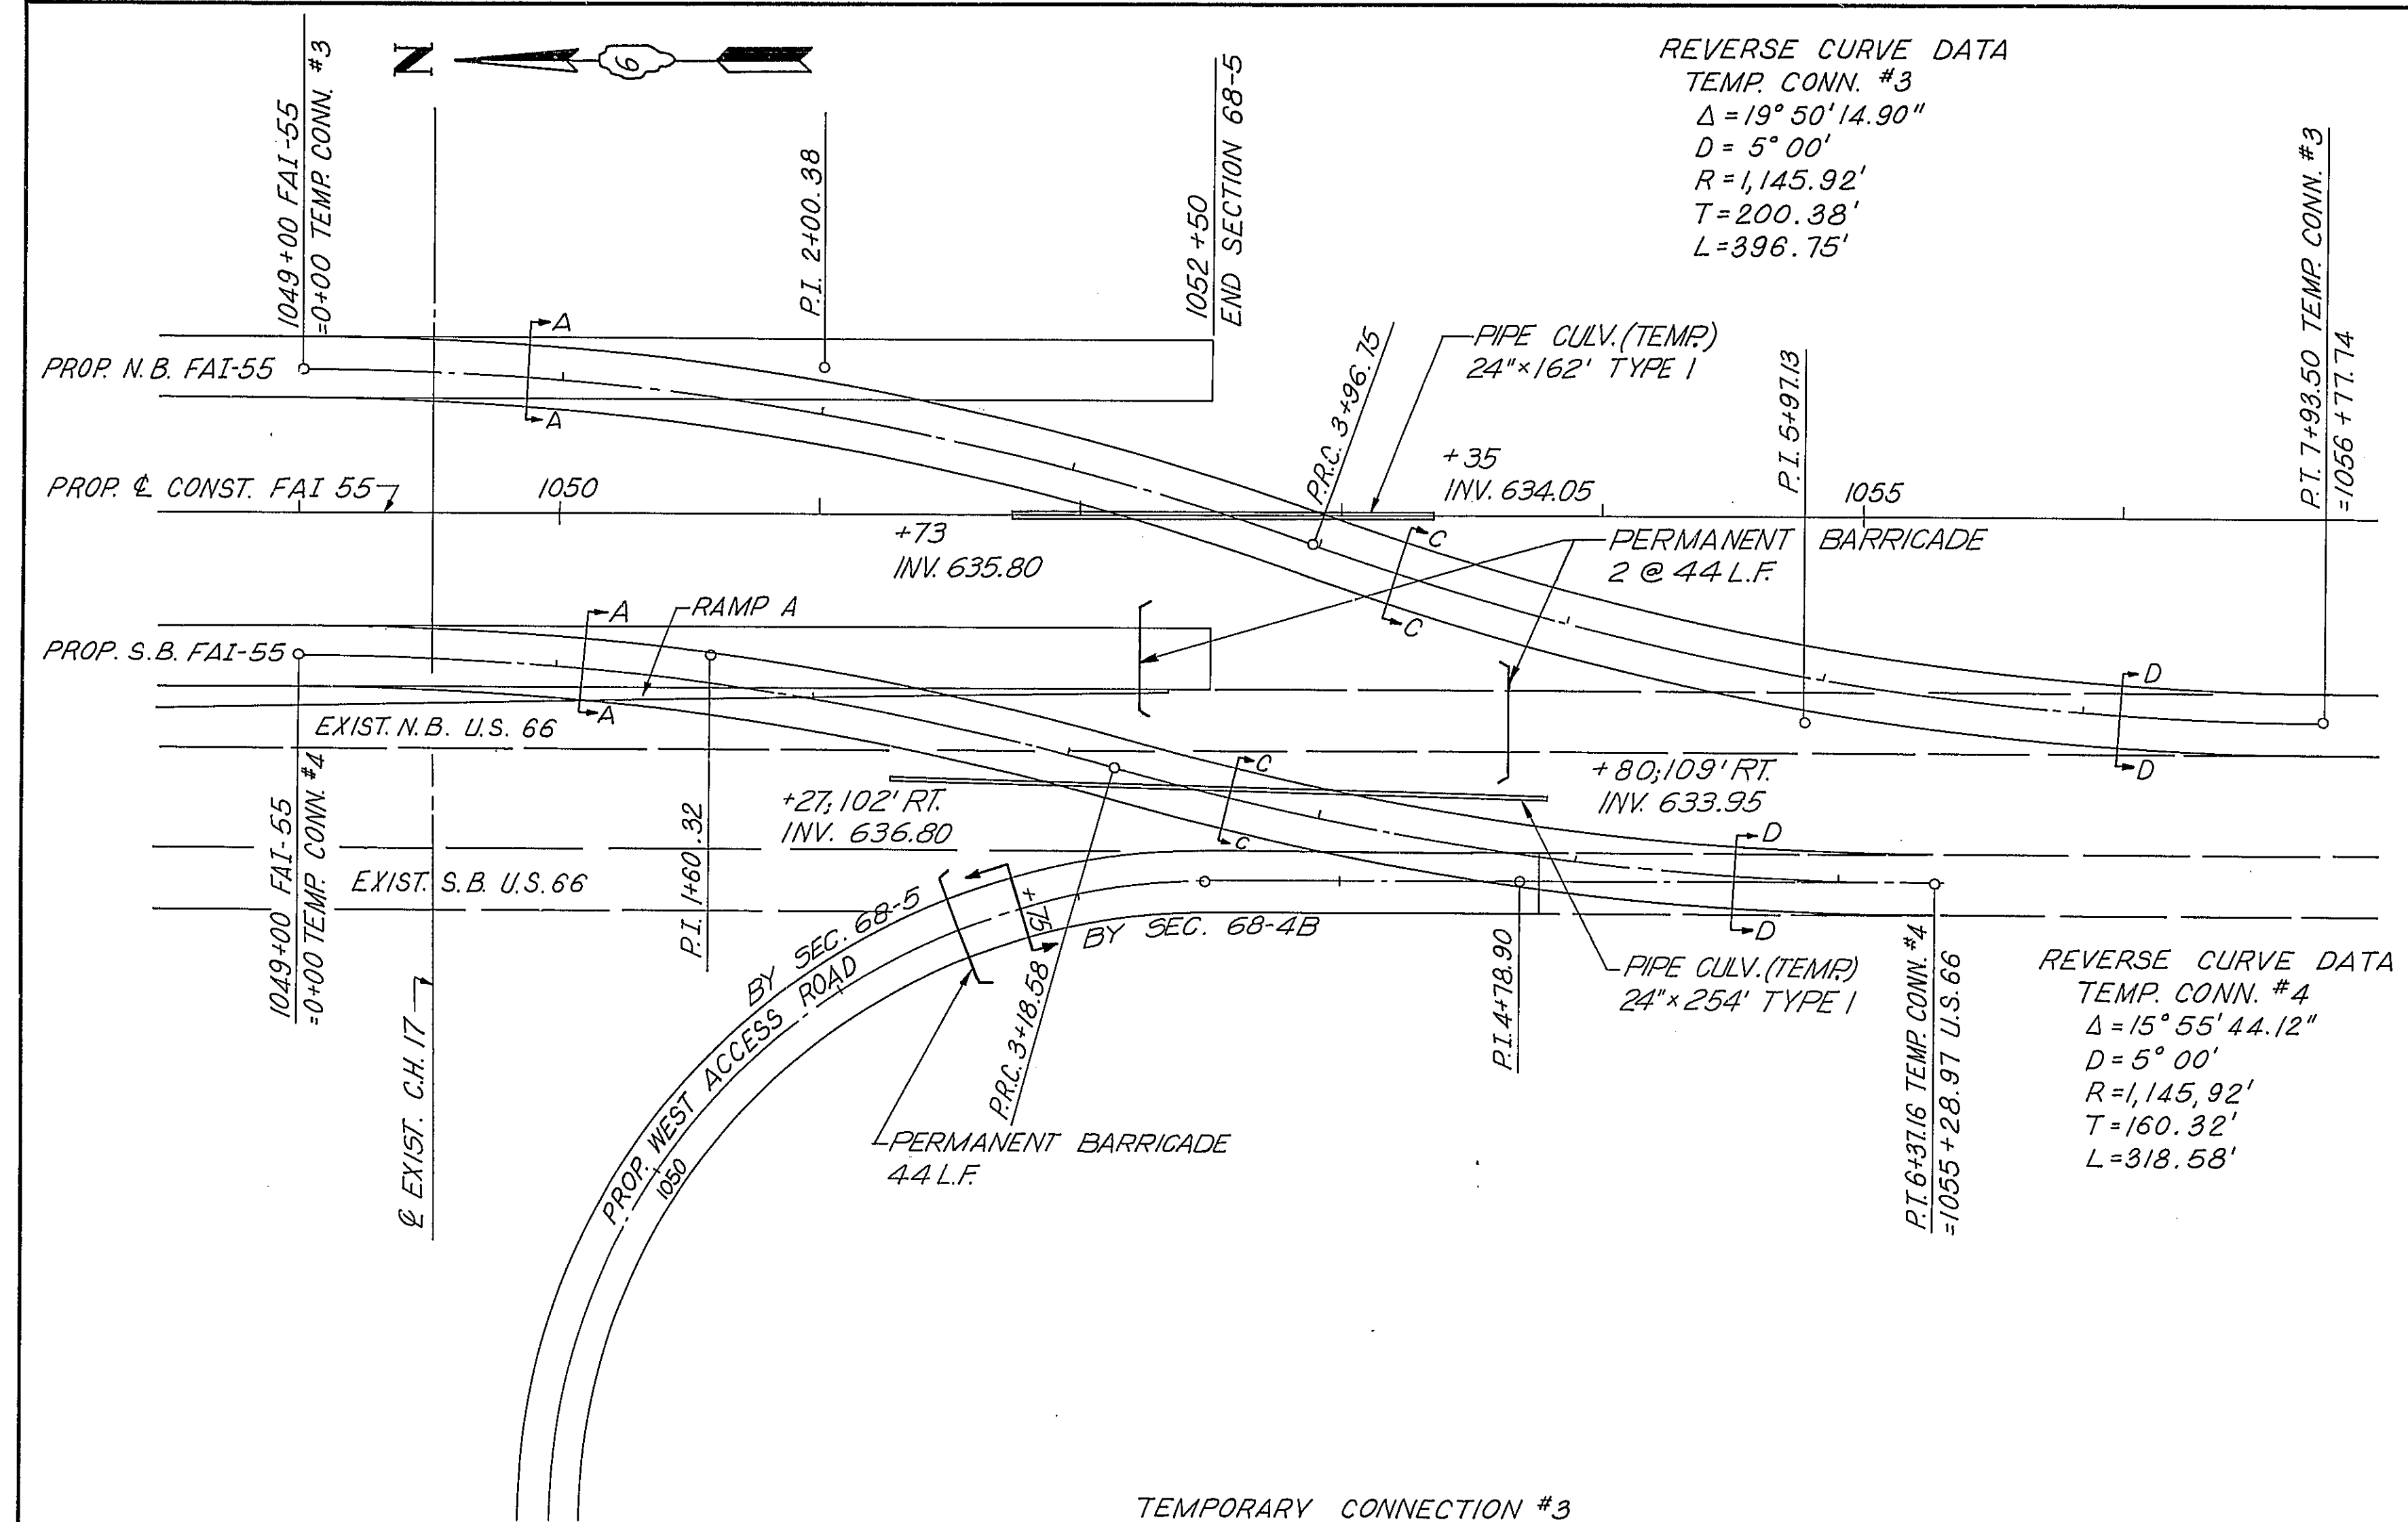 1049+00 FAI-55
=0+00 TEMP. CONN. #3
N
6
P.I. 2+00.38
1052+50
END SECTION 68-5
REVERSE CURVE DATA
TEMP. CONN. #3
Δ = 19° 50' 14.90"
D = 5° 00'
R = 1,145.92'
T = 200.38'
L = 396.75'
P.T. 7+93.50 TEMP. CONN. #3
=1056+77.74
PROP. N.B. FAI-55
A
A
P.R.C. 3+96.75
PIPE CULV. (TEMP.)
24"×162' TYPE 1
P.I. 5+97.13
PROP. ℄ CONST. FAI 55
1050
+35
INV. 634.05
1055
+73
INV. 635.80
C
C
PERMANENT BARRICADE
2 @ 44 L.F.
PROP. S.B. FAI-55
A
A
RAMP A
D
D
EXIST. N.B. U.S. 66
1049+00 FAI-55
=0+00 TEMP. CONN. #4
P.I. 1+60.32
+27, 102' RT.
INV. 636.80
C
C
+80; 109' RT.
INV. 633.95
D
D
EXIST. S.B. U.S. 66
BY SEC. 68-5
+76
BY SEC. 68-4B
℄ EXIST. C.H. 17
PROP. WEST ACCESS ROAD
1050
P.R.C. 3+18.58
PERMANENT BARRICADE
44 L.F.
P.I. 4+78.90
PIPE CULV. (TEMP.)
24"×254' TYPE 1
P.T. 6+37.16 TEMP. CONN. #4
=1055+28.97 U.S. 66
REVERSE CURVE DATA
TEMP. CONN. #4
Δ = 15° 55' 44.12"
D = 5° 00'
R = 1,145,92'
T = 160.32'
L = 318.58'
TEMPORARY CONNECTION #3